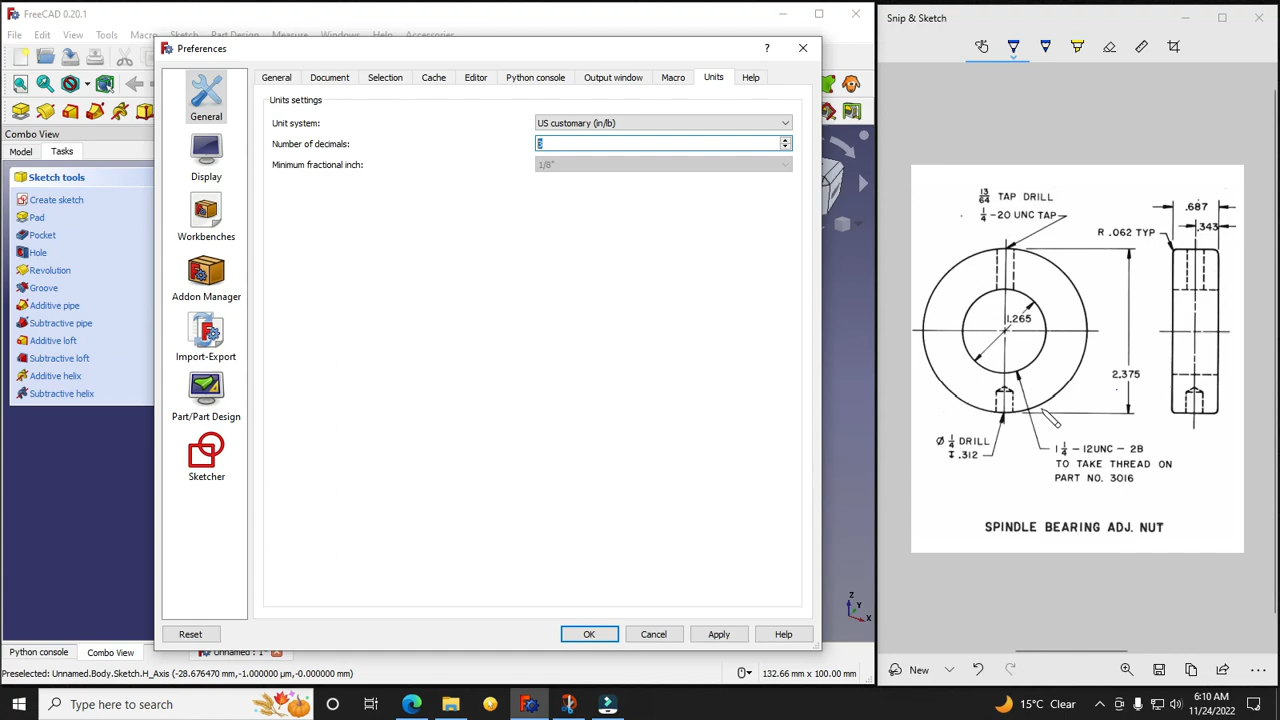 FreeCAD 0.20.1
File Edit View Tools Macro Sketch Part Design Measure Windows Help Accessories
Combo View
Model Tasks
Sketch tools
Create sketch
Pad
Pocket
Hole
Revolution
Groove
Additive pipe
Subtractive pipe
Additive loft
Subtractive loft
Additive helix
Subtractive helix
Preferences
?
General
Display
Workbenches
Addon Manager
Import-Export
Part/Part Design
Sketcher
General Document Selection Cache Editor Python console Output window Macro Units Help
Units settings
Unit system: US customary (in/lb)
Number of decimals: 3
Minimum fractional inch: 1/8"
Reset OK Cancel Apply Help
Z
Y
X
Python console Combo View Unnamed : 1*
Preselected: Unnamed.Body.Sketch.H_Axis (-28.676470 mm,-1.000000 µm,-0.000000 mm) 132.66 mm x 100.00 mm
Snip & Sketch
13/64 TAP DRILL
1/4 -20 UNC TAP
R .062 TYP
.687
.343
1.265
2.375
Ø 1/4 DRILL
↧ .312
1 1/4 - 12UNC - 2B
TO TAKE THREAD ON
PART NO. 3016
SPINDLE BEARING ADJ. NUT
New
Type here to search
15°C Clear
6:10 AM
11/24/2022